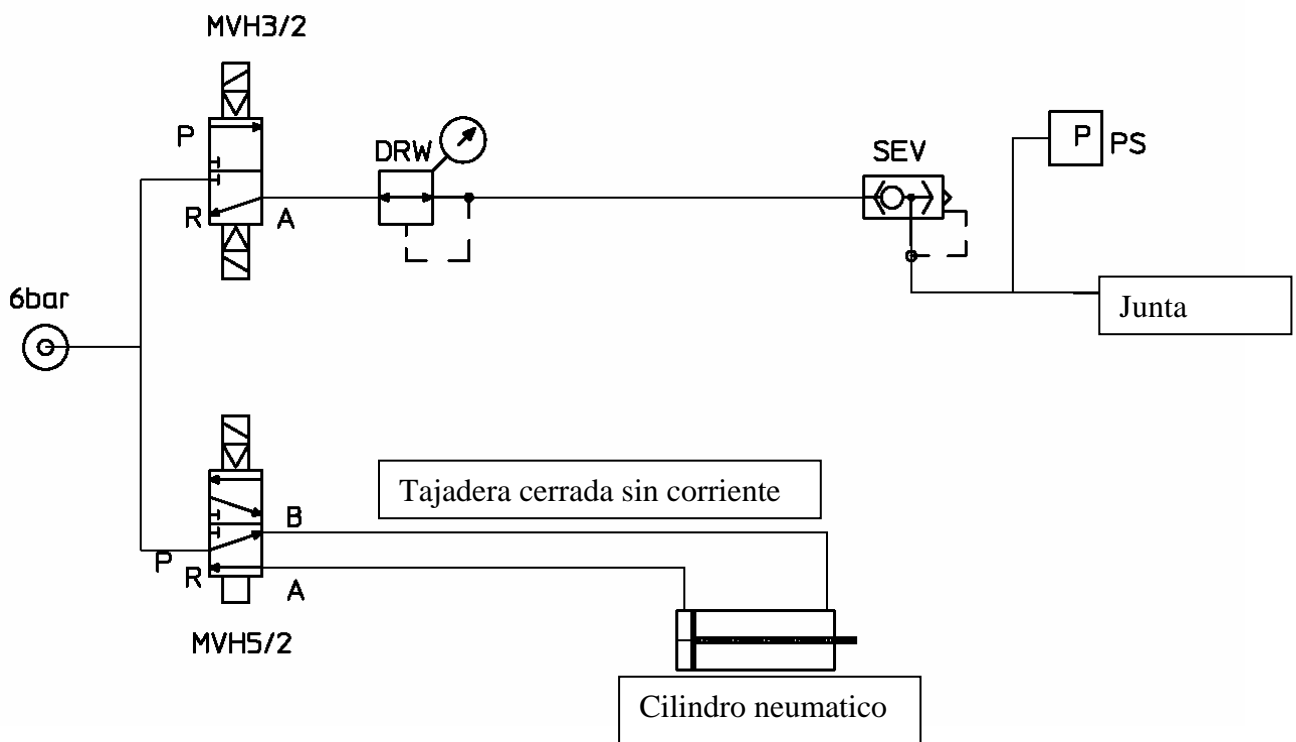 MVH3/2
P
DRW
SEV
P PS
R
A
Junta
6bar
Tajadera cerrada sin corriente
B
P
R
A
MVH5/2
Cilindro neumatico